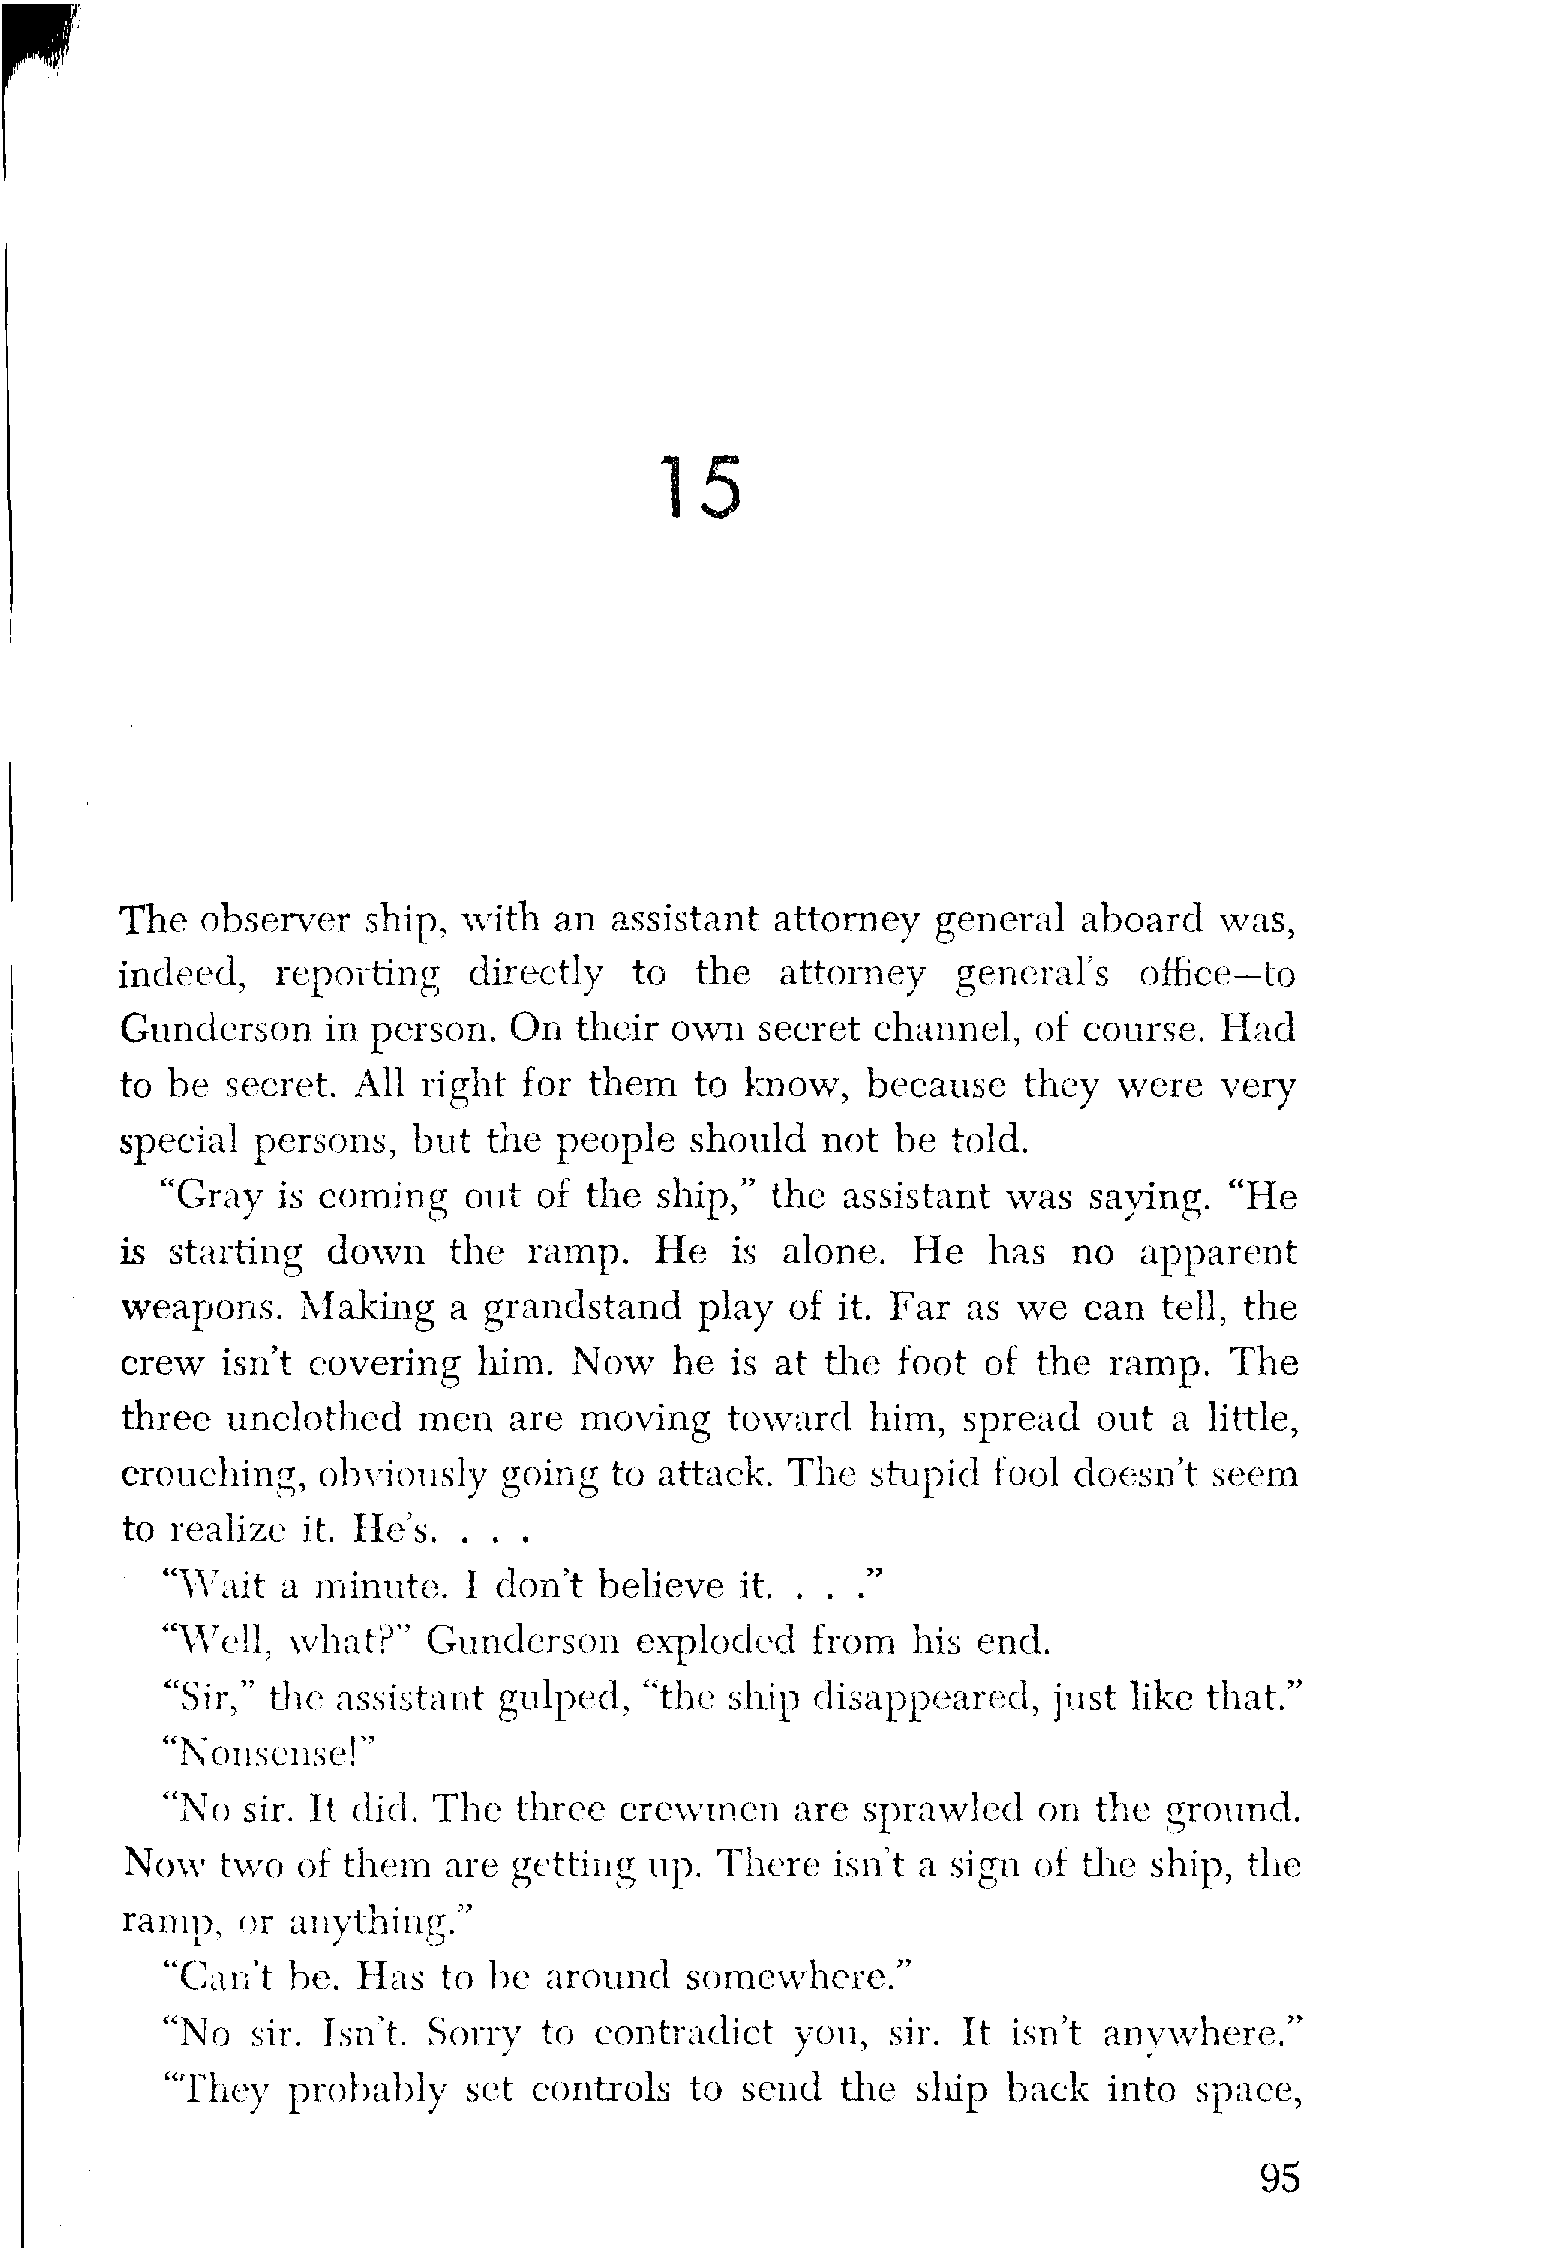 15
The observer ship, with an assistant attorney general aboard was,
indeed, reporting directly to the attorney general's office—to
Gunderson in person. On their own secret channel, of course. Had
to be secret. All right for them to know, because they were very
special persons, but the people should not be told.
“Gray is coming out of the ship,” the assistant was saying. “He
is starting down the ramp. He is alone. He has no apparent
weapons. Making a grandstand play of it. Far as we can tell, the
crew isn't covering him. Now he is at the foot of the ramp. The
three unclothed men are moving toward him, spread out a little,
crouching, obviously going to attack. The stupid fool doesn't seem
to realize it. He's. . . .
“Wait a minute. I don't believe it. . . .”
“Well, what?” Gunderson exploded from his end.
“Sir,” the assistant gulped, “the ship disappeared, just like that.”
“Nonsense!”
“No sir. It did. The three crewmen are sprawled on the ground.
Now two of them are getting up. There isn't a sign of the ship, the
ramp, or anything.”
“Can't be. Has to be around somewhere.”
“No sir. Isn't. Sorry to contradict you, sir. It isn't anywhere.”
“They probably set controls to send the ship back into space,
95